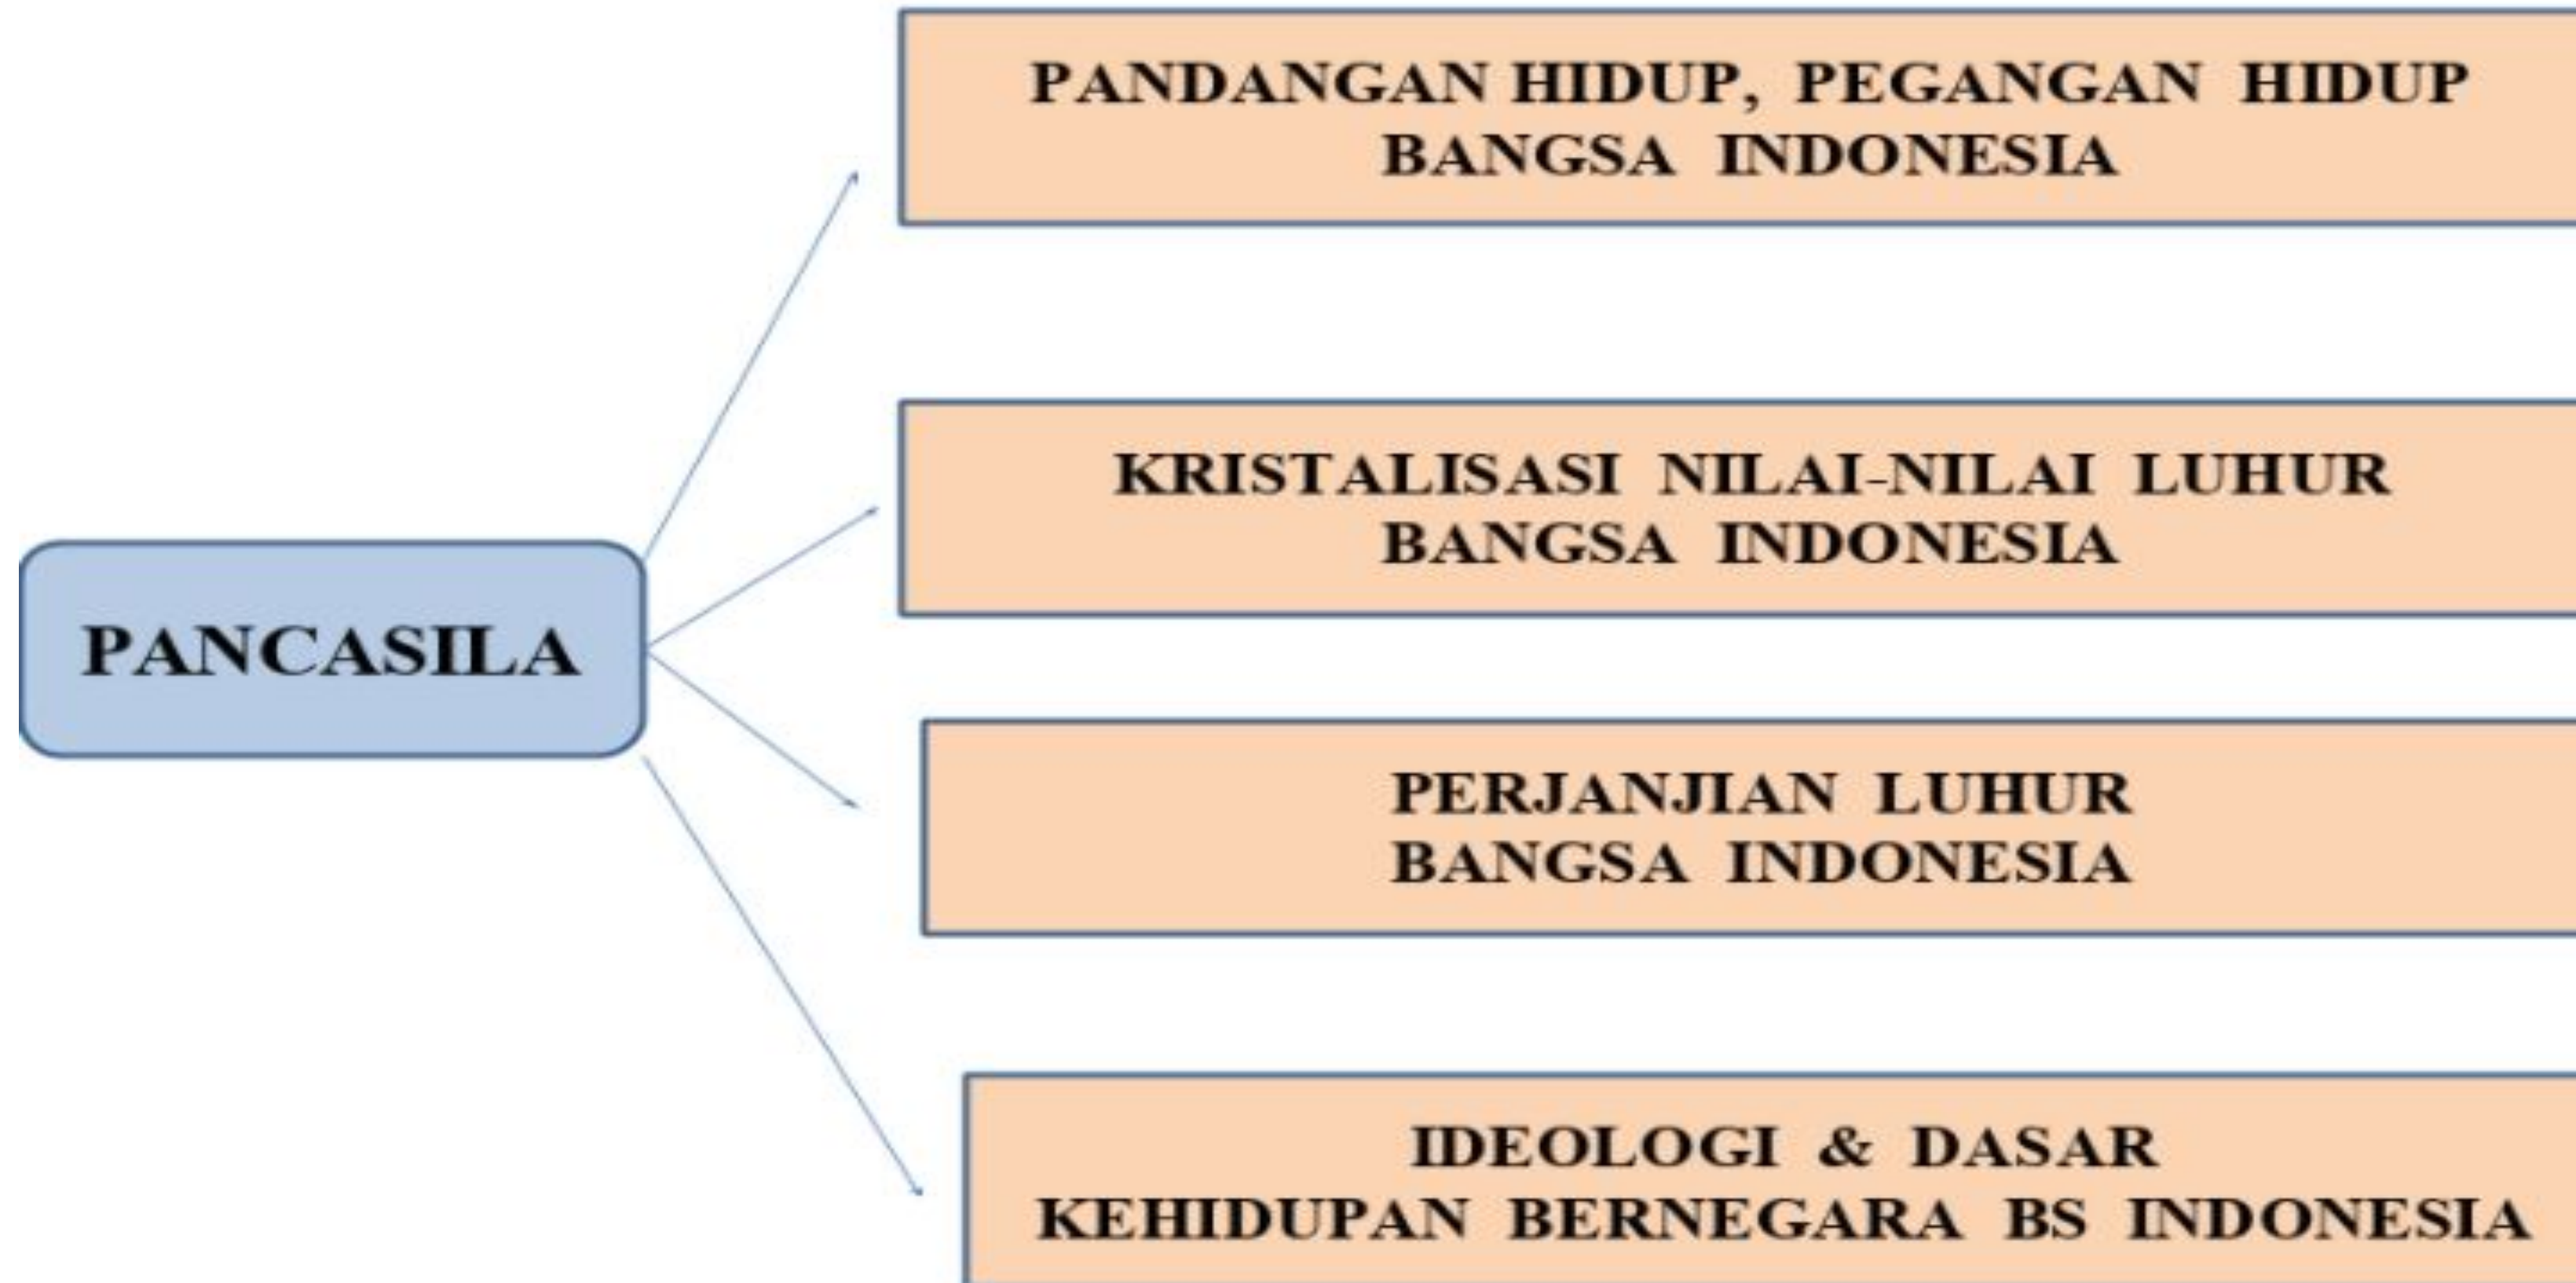 PANDANGAN HIDUP, PEGANGAN HIDUP
BANGSA INDONESIA
KRISTALISASI NILAI-NILAI LUHUR
BANGSA INDONESIA
PANCASILA
PERJANJIAN LUHUR
BANGSA INDONESIA
IDEOLOGI & DASAR
KEHIDUPAN BERNEGARA BS INDONESIA